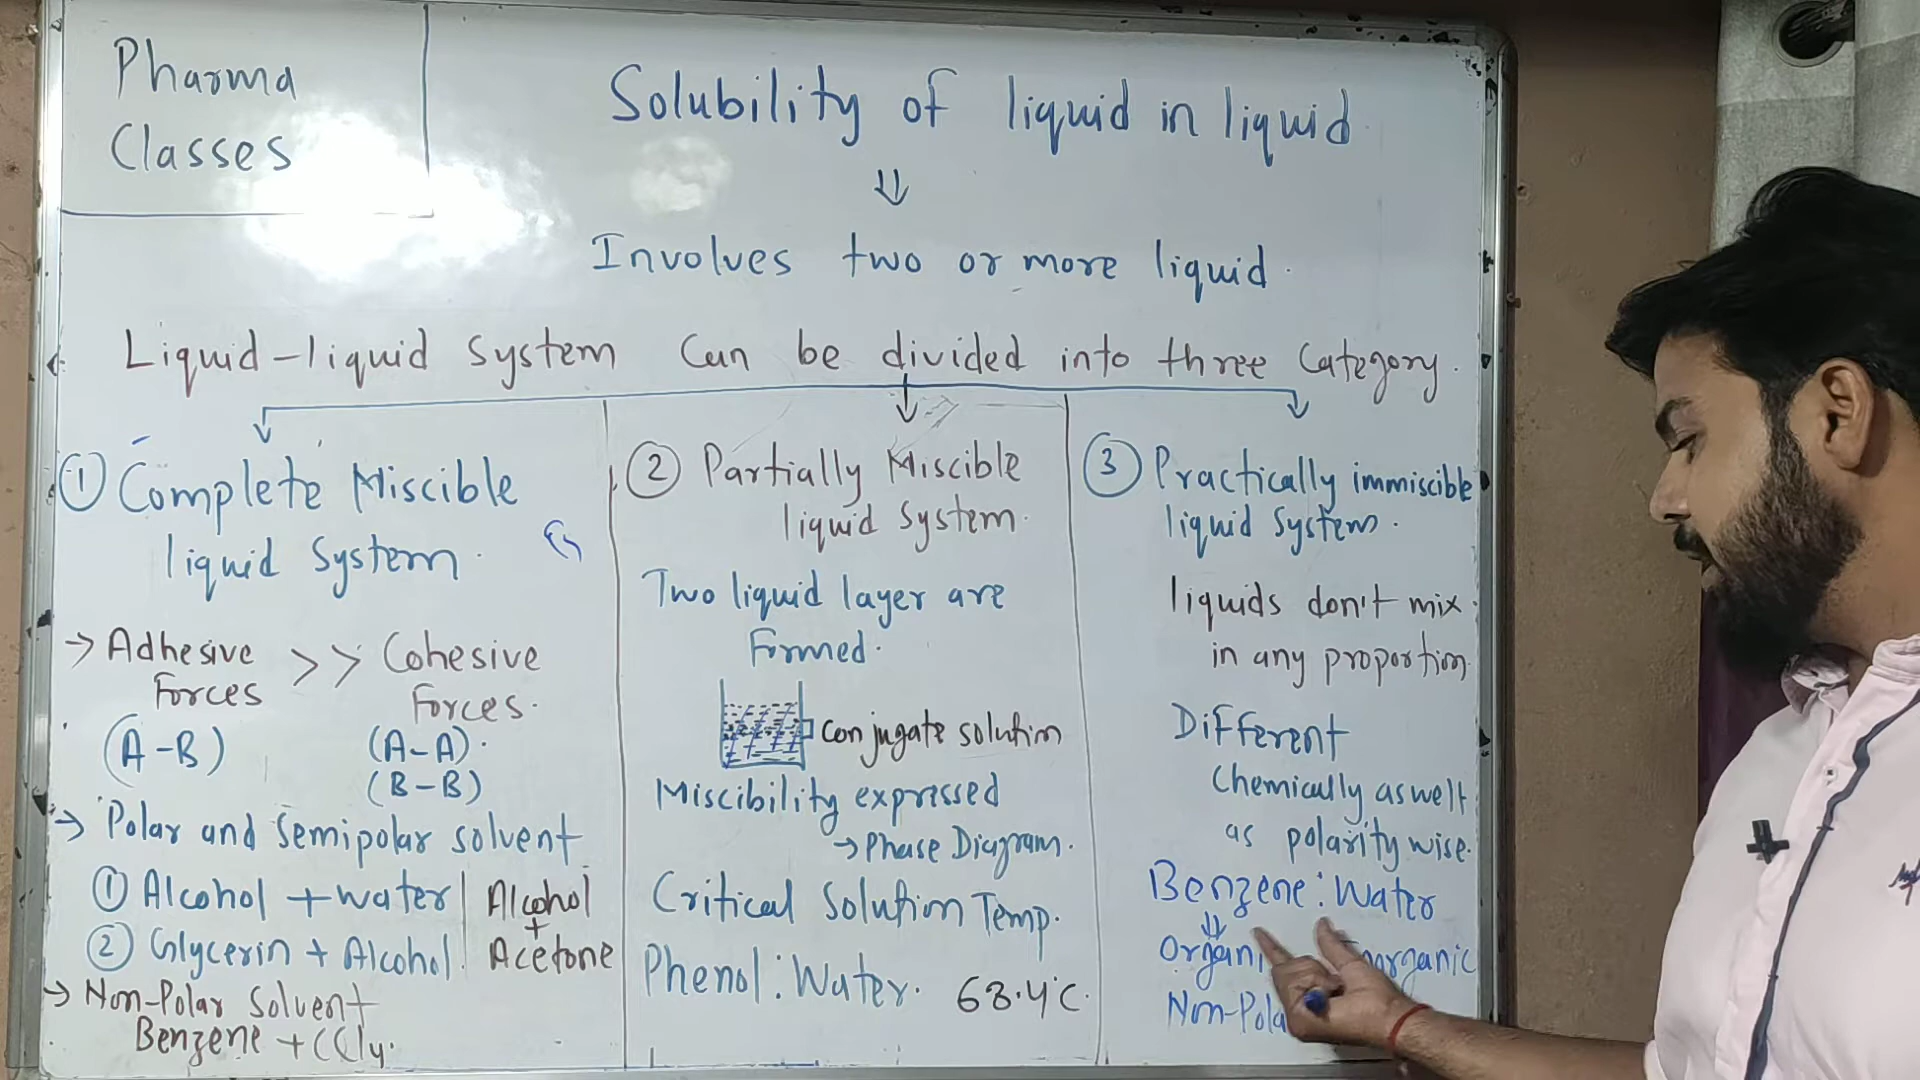 Pharma
Classes
Solubility of liquid in liquid
⇓
Involves two or more liquid.
Liquid-liquid System Can be divided into three Category.
① Complete Miscible
liquid System.
Eg
→ Adhesive >> Cohesive
Forces Forces.
(A-B) (A-A).
(B-B)
→ Polar and Semipolar solvent
① Alcohol + water | Alcohol
+
② Glycerin + Alcohol. | Acetone
→ Non-Polar Solvent
Benzene + CCl4.
② Partially Miscible
liquid System.
Two liquid layer are
Formed.
Conjugate solution
Miscibility expressed
→ Phase Diagram.
Critical Solution Temp.
Phenol : Water. 68.4°C.
③ Practically immiscible
liquid System.
liquids don't mix.
in any proportion
Different
Chemically aswell
as polarity wise.
Benzene : Water
⇓
Organi norganic
Non-Pola